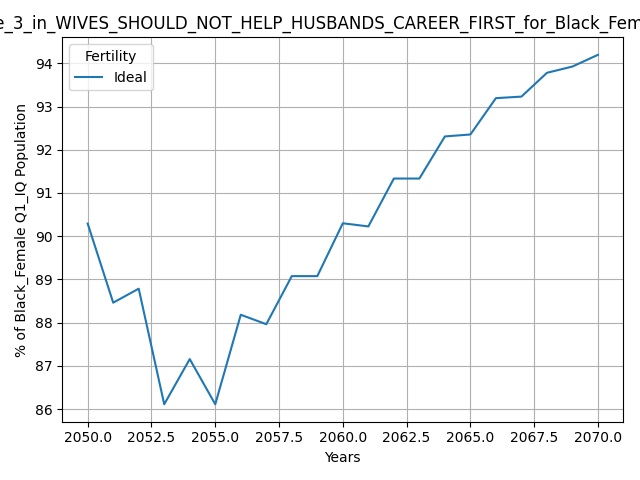 e_3_in_WIVES_SHOULD_NOT_HELP_HUSBANDS_CAREER_FIRST_for_Black_Fem
Fertility
Ideal
94
93
92
91
90
89
88
87
86
% of Black_Female Q1_IQ Population
2050.0 2052.5 2055.0 2057.5 2060.0 2062.5 2065.0 2067.5 2070.0
Years